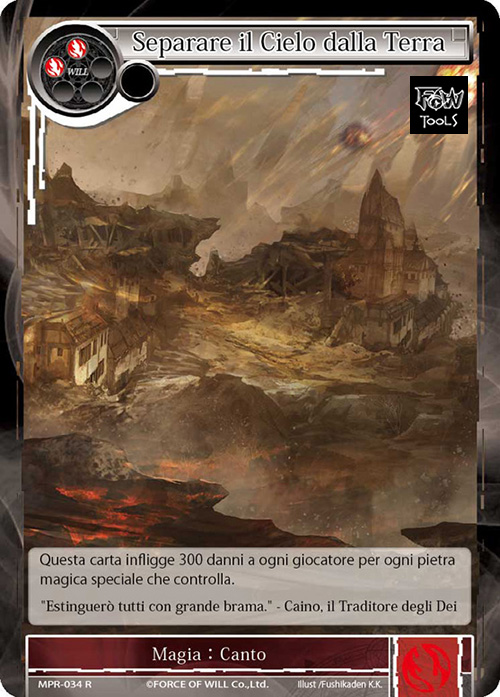 Separare il Cielo dalla Terra
WILL
FOW
TOOLS
Questa carta infligge 300 danni a ogni giocatore per ogni pietra
magica speciale che controlla.
"Estinguerò tutti con grande brama." - Caino, il Traditore degli Dei
Magia : Canto
MPR-034 R ©FORCE OF WILL Co.,Ltd. Illust /Fushikaden K.K.